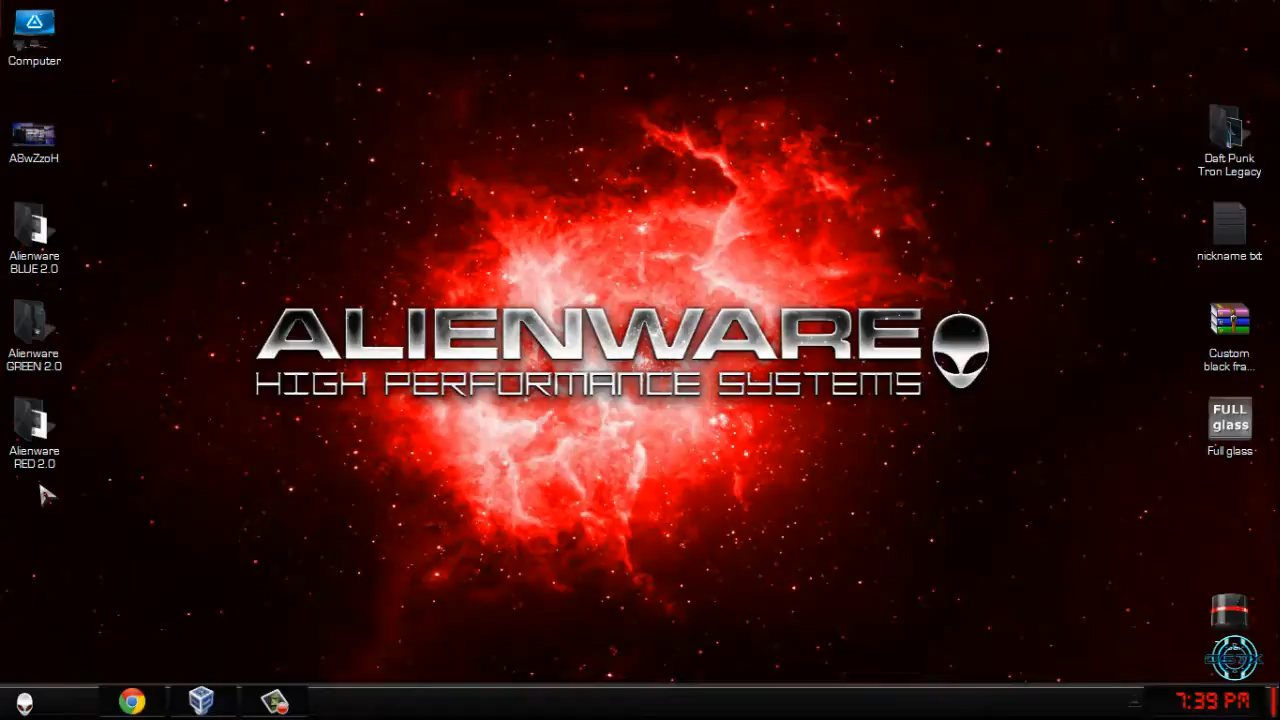 Computer
A8wZzoH
Alienware
BLUE 2.0
Alienware
GREEN 2.0
Alienware
RED 2.0
ALIENWARE
HIGH PERFORMANCE SYSTEMS
Daft Punk
Tron Legacy
nickname txt
Custom
black fra...
FULL
glass
Full glass
7:39 PM